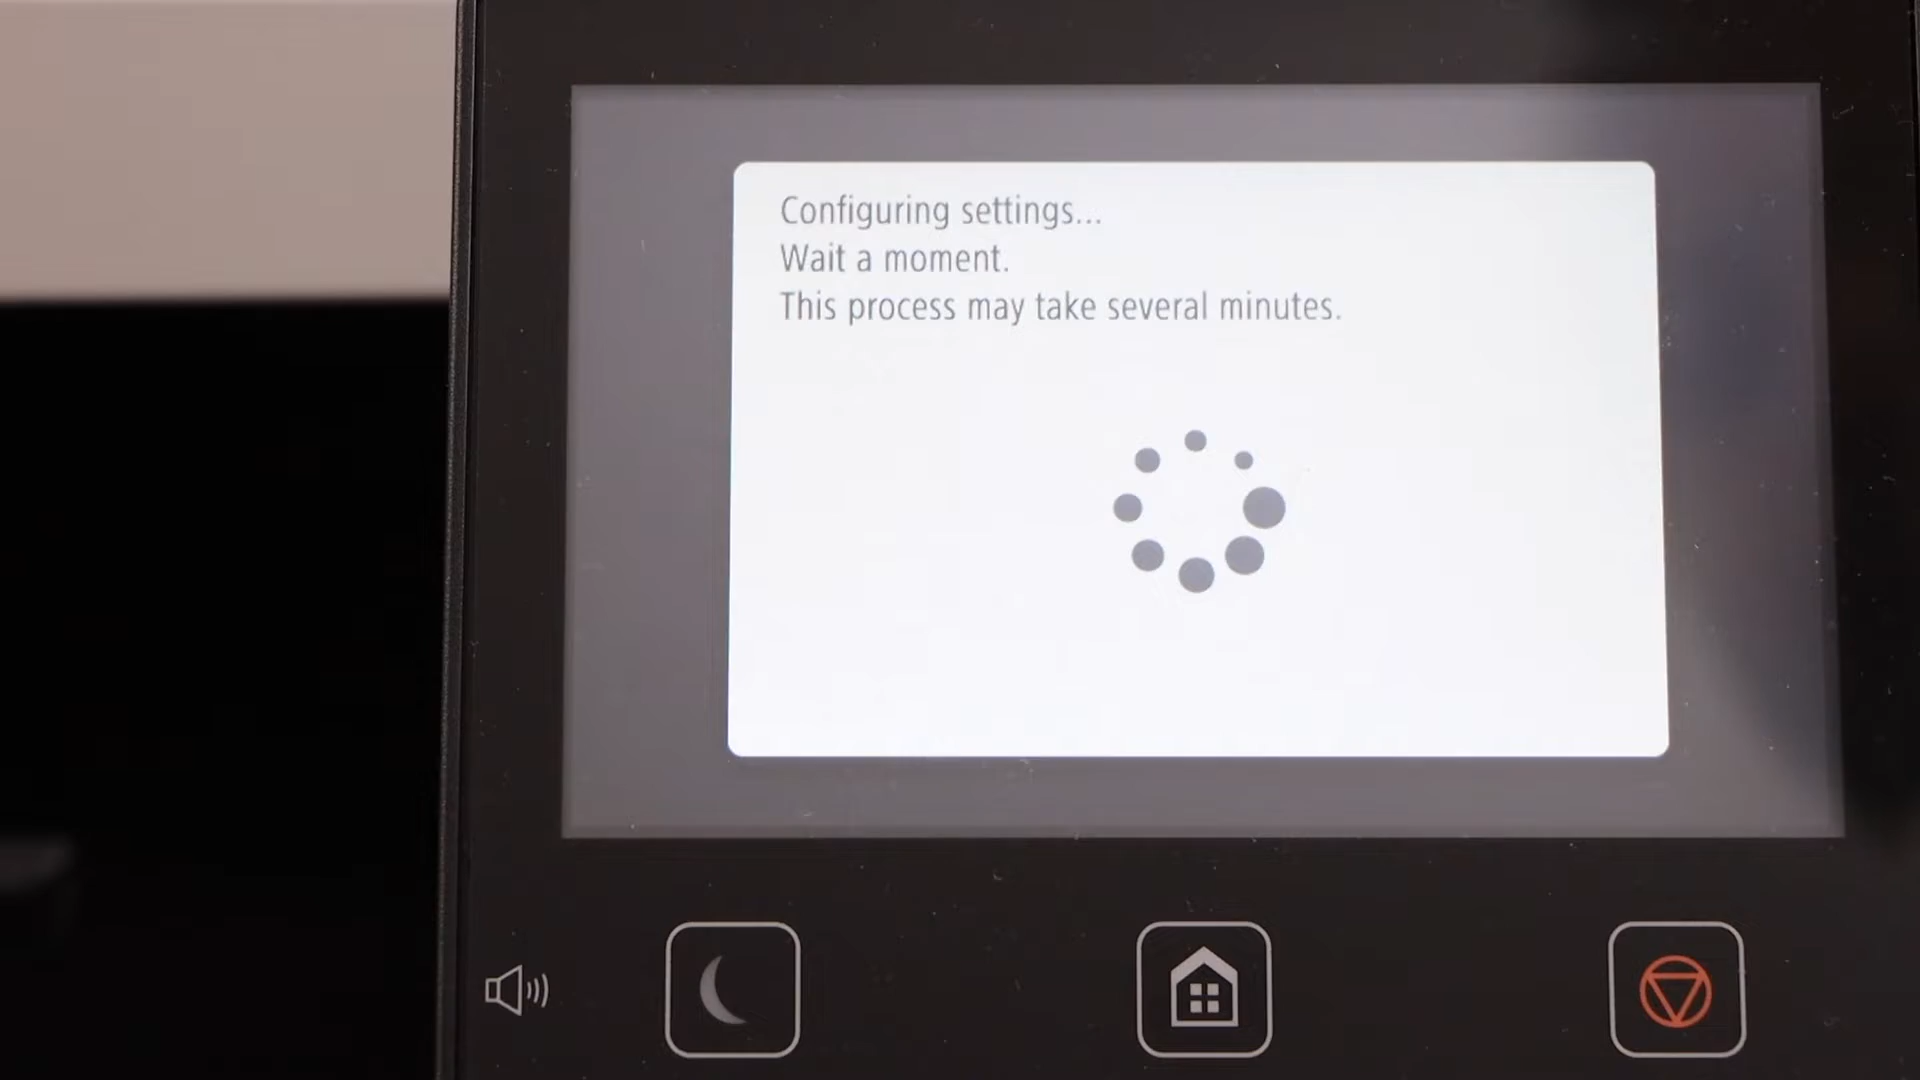 Configuring settings...
Wait a moment.
This process may take several minutes.